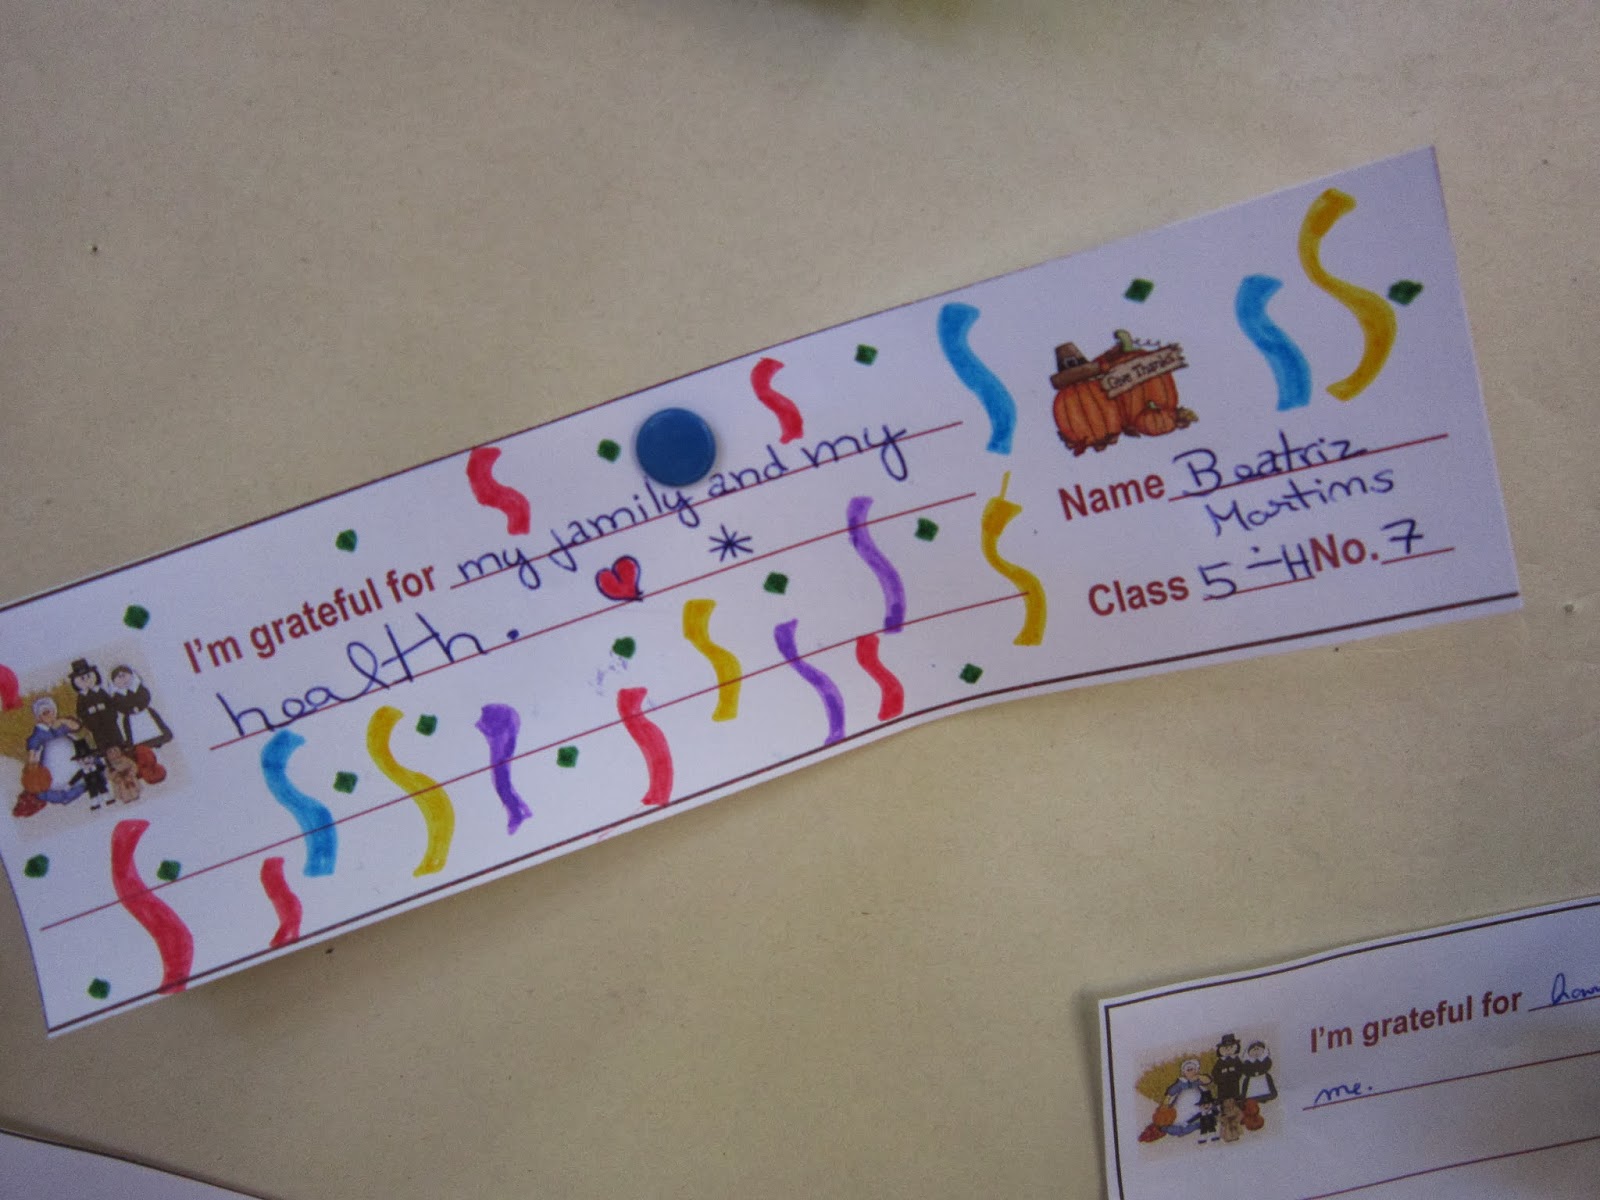 I'm grateful for my family and my
health.
Give Thanks
Name Beatriz
Martins
Class 5-H No. 7
I'm grateful for
me.